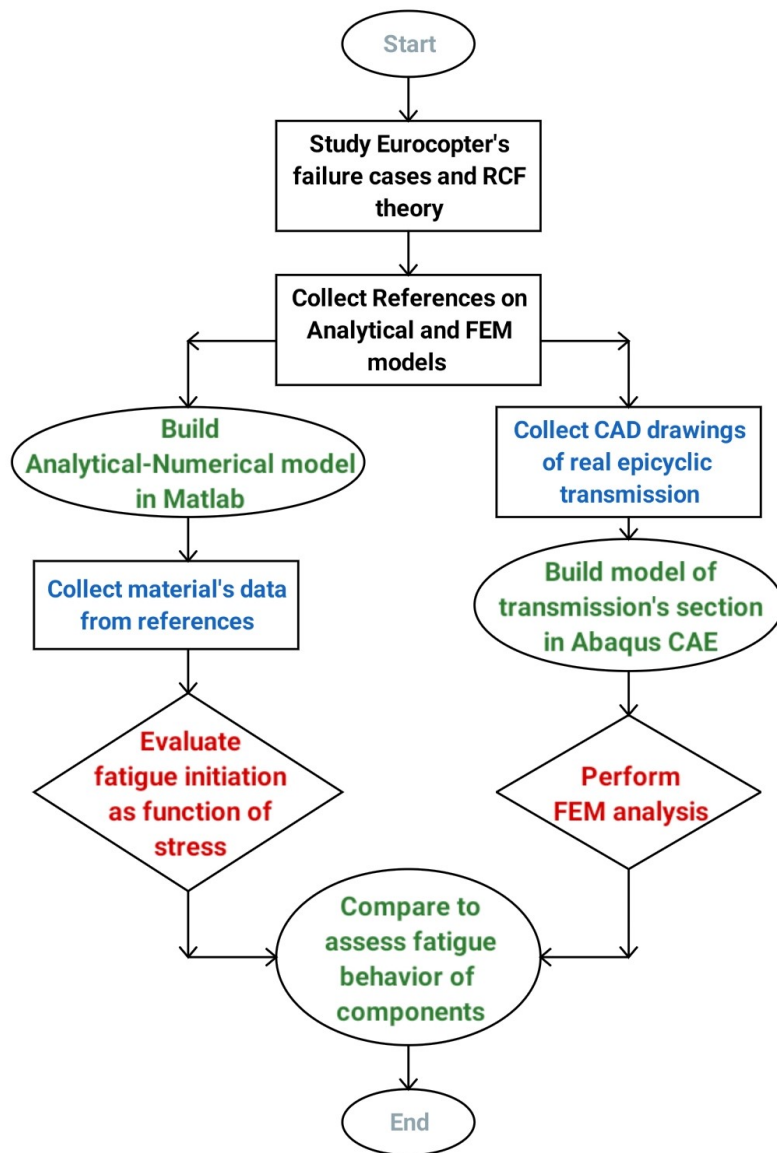 Start
Study Eurocopter's
failure cases and RCF
theory
Collect References on
Analytical and FEM
models
Build
Analytical-Numerical model
in Matlab
Collect CAD drawings
of real epicyclic
transmission
Collect material's data
from references
Build model of
transmission's section
in Abaqus CAE
Evaluate
fatigue initiation
as function of
stress
Perform
FEM analysis
Compare to
assess fatigue
behavior of
components
End